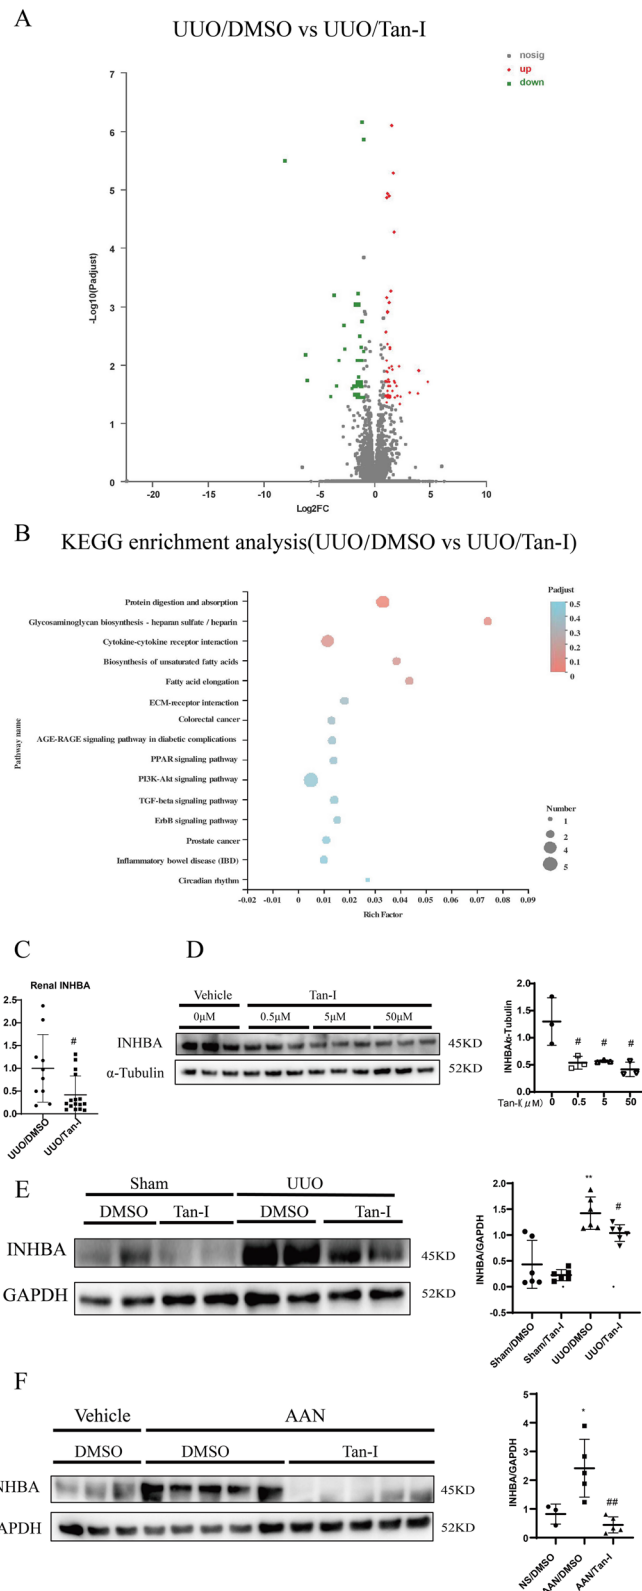 A
UUO/DMSO vs UUO/Tan-I
nosig
up
down
7
6
5
4
3
2
1
0
-Log10(Padjust)
-20 -15 -10 -5 0 5 10
Log2FC
B
KEGG enrichment analysis(UUO/DMSO vs UUO/Tan-I)
Pathway name
Protein digestion and absorption
Glycosaminoglycan biosynthesis - heparan sulfate / heparin
Cytokine-cytokine receptor interaction
Biosynthesis of unsaturated fatty acids
Fatty acid elongation
ECM-receptor interaction
Colorectal cancer
AGE-RAGE signaling pathway in diabetic complications
PPAR signaling pathway
PI3K-Akt signaling pathway
TGF-beta signaling pathway
ErbB signaling pathway
Prostate cancer
Inflammatory bowel disease (IBD)
Circadian rhythm
-0.02 -0.01 0 0.01 0.02 0.03 0.04 0.05 0.06 0.07 0.08 0.09
Rich Factor
Padjust
0.5
0.4
0.3
0.2
0.1
0
Number
1
2
4
5
C
Renal INHBA
2.5
2.0
1.5
1.0
0.5
0.0
#
UUO/DMSO
UUO/Tan-I
D
Vehicle Tan-I
0μM 0.5μM 5μM 50μM
INHBA 45KD
α-Tubulin 52KD
INHBA/α-Tubulin
2.0
1.5
1.0
0.5
0.0
# # #
Tan-I(μM) 0 0.5 5 50
E
Sham UUO
DMSO Tan-I DMSO Tan-I
INHBA 45KD
GAPDH 52KD
INHBA/GAPDH
2.0
1.5
1.0
0.5
0.0
-0.5
**
#
Sham/DMSO
Sham/Tan-I
UUO/DMSO
UUO/Tan-I
F
Vehicle AAN
DMSO DMSO Tan-I
NHBA 45KD
APDH 52KD
INHBA/GAPDH
5
4
3
2
1
0
*
##
NS/DMSO
AAN/DMSO
AAN/Tan-I